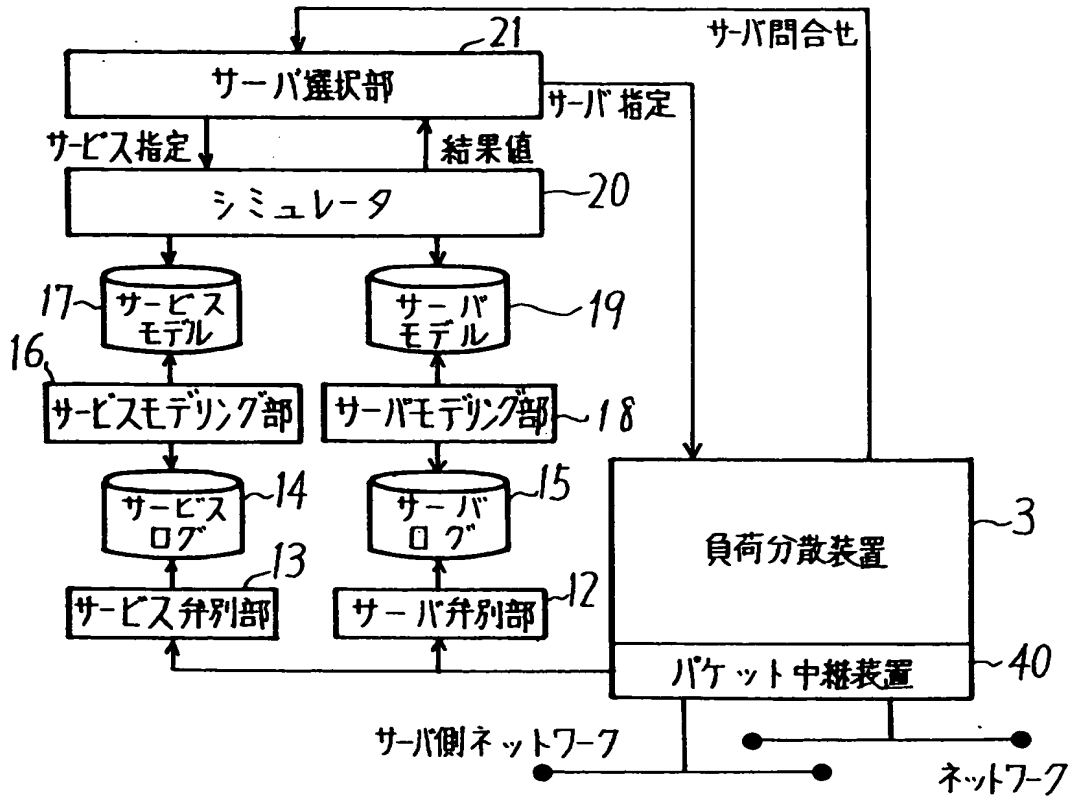 サーバ問合せ
21
サーバ選択部
サーバ指定
サービス指定
結果値
シミュレータ
20
17
サービス
モデル
サーバ
モデル
19
16
サービスモデリング部
サーバモデリング部
18
サービス
ログ
14
サーバ
ログ
15
3
負荷分散装置
13
サービス弁別部
サーバ弁別部
12
パケット中継装置
40
サーバ側ネットワーク
ネットワーク